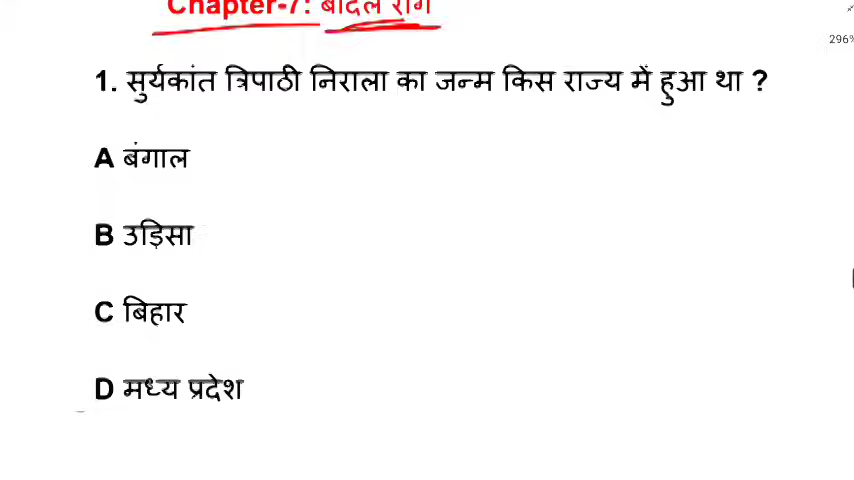 Chapter-7: बादल राग
296%
1. सुर्यकांत त्रिपाठी निराला का जन्म किस राज्य में हुआ था ?
A बंगाल
B उड़िसा
C बिहार
D मध्य प्रदेश